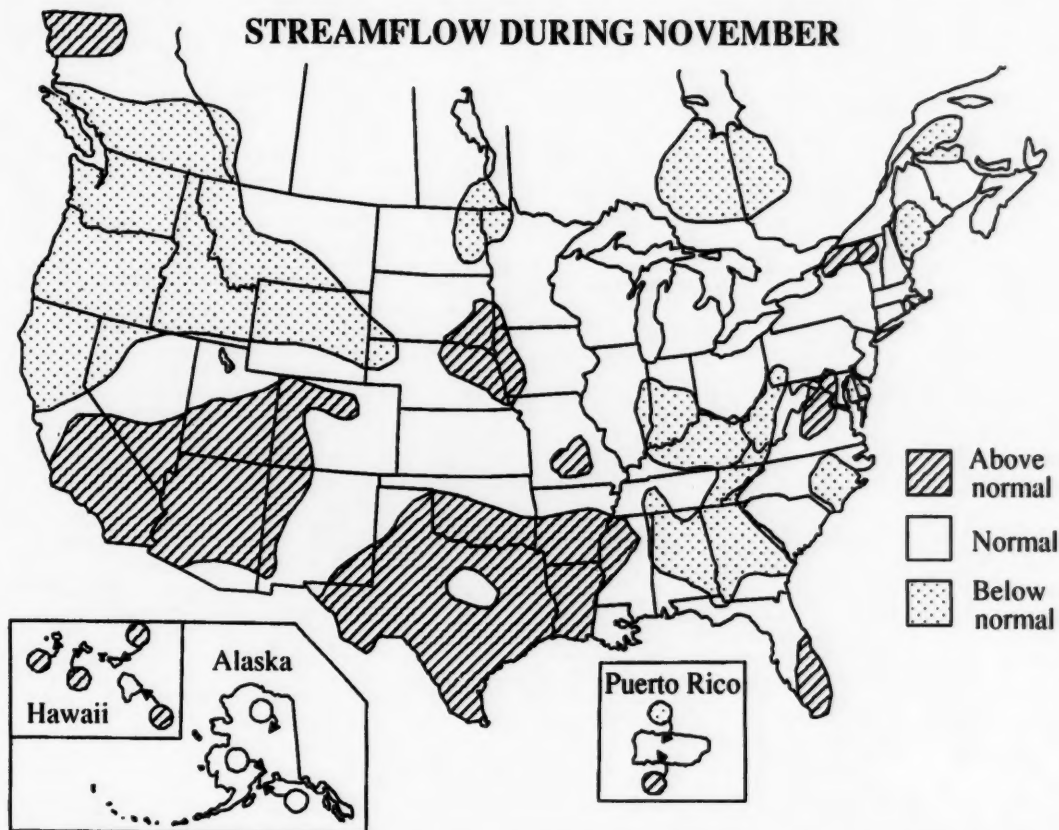 STREAMFLOW DURING NOVEMBER
Above
normal
Normal
Below
normal
Alaska
Hawaii
Puerto Rico